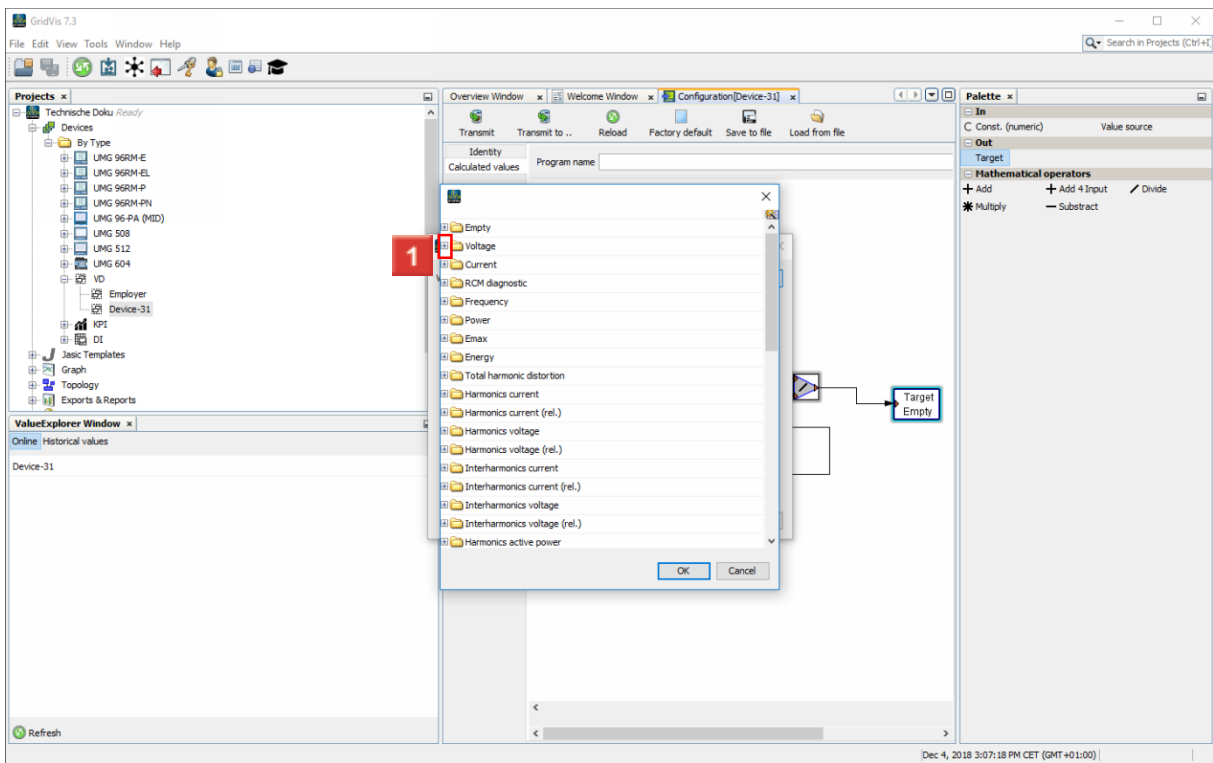 GridVis 7.3
File Edit View Tools Window Help
Search in Projects (Ctrl+I
Projects
Technische Doku Ready
Devices
By Type
UMG 96RM-E
UMG 96RM-EL
UMG 96RM-P
UMG 96RM-PN
UMG 96-PA (MID)
UMG 508
UMG 512
UMG 604
VD
Employer
Device-31
KPI
DI
Jasic Templates
Graph
Topology
Exports & Reports
ValueExplorer Window
Online Historical values
Device-31
Refresh
Overview Window Welcome Window Configuration[Device-31]
Transmit Transmit to .. Reload Factory default Save to file Load from file
Identity
Calculated values
Program name
1
Empty
Voltage
Current
RCM diagnostic
Frequency
Power
Emax
Energy
Total harmonic distortion
Harmonics current
Harmonics current (rel.)
Harmonics voltage
Harmonics voltage (rel.)
Interharmonics current
Interharmonics current (rel.)
Interharmonics voltage
Interharmonics voltage (rel.)
Harmonics active power
OK Cancel
Target
Empty
Palette
In
C Const. (numeric) Value source
Out
Target
Mathematical operators
Add Add 4 Input Divide
Multiply Substract
Dec 4, 2018 3:07:18 PM CET (GMT+01:00)